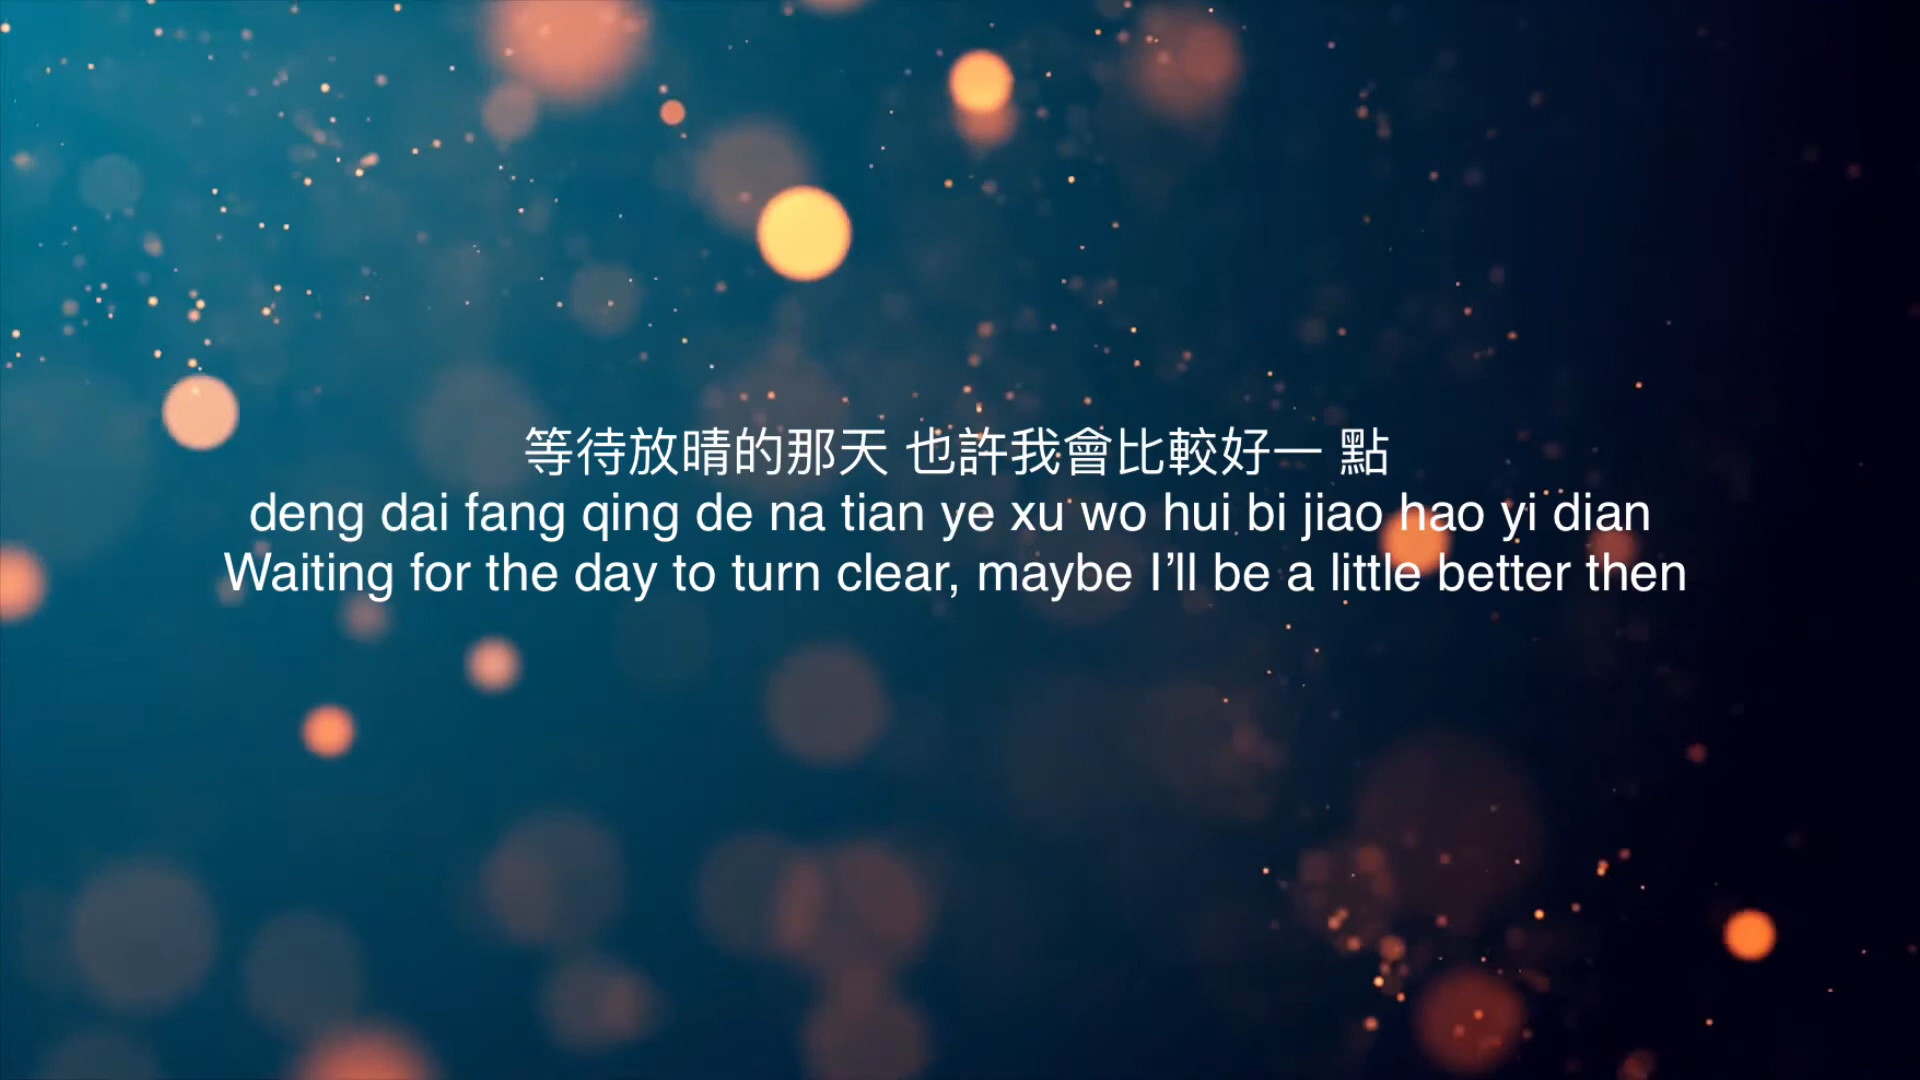 等待放晴的那天 也許我會比較好一 點
deng dai fang qing de na tian ye xu wo hui bi jiao hao yi dian
Waiting for the day to turn clear, maybe I’ll be a little better then